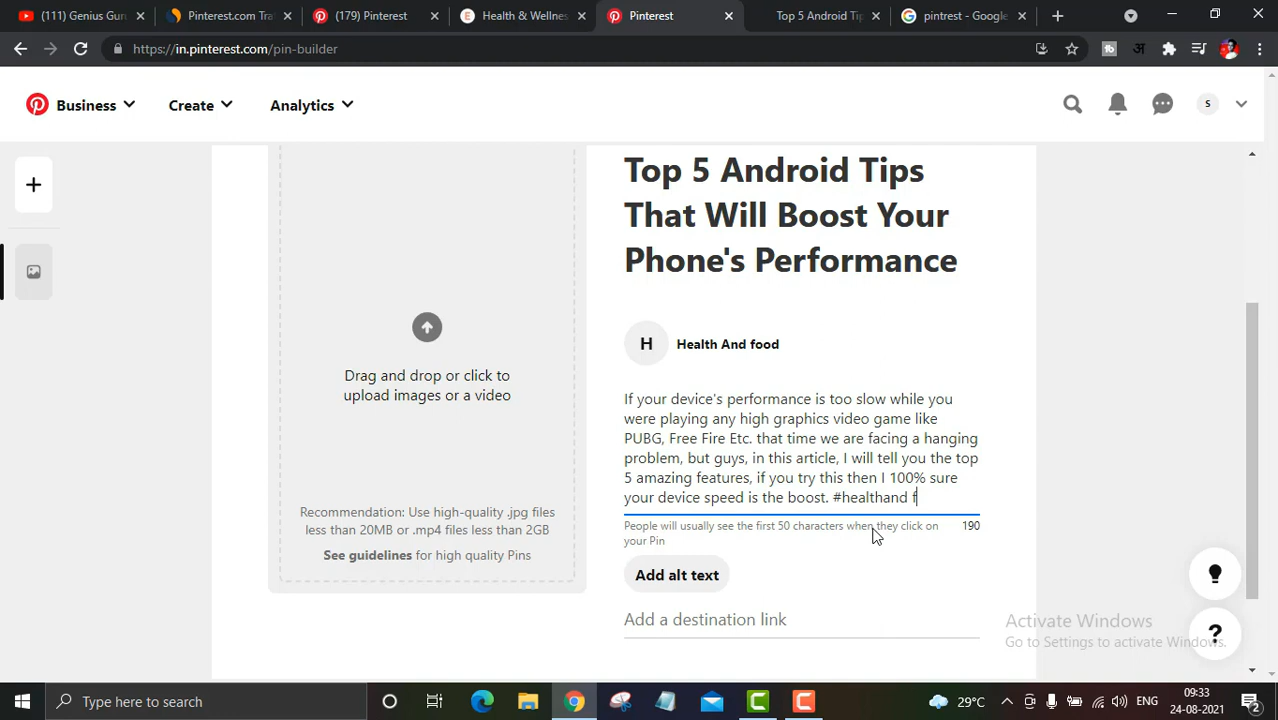 (111) Genius Gun
Pinterest.com Tra
(179) Pinterest
Health & Wellnes
Pinterest
Top 5 Android Tip
pintrest - Google
https://in.pinterest.com/pin-builder
Business
Create
Analytics
S
Top 5 Android Tips
That Will Boost Your
Phone's Performance
H
Health And food
Drag and drop or click to
upload images or a video
If your device's performance is too slow while you
were playing any high graphics video game like
PUBG, Free Fire Etc. that time we are facing a hanging
problem, but guys, in this article, I will tell you the top
5 amazing features, if you try this then I 100% sure
your device speed is the boost. #healthand f
Recommendation: Use high-quality .jpg files
less than 20MB or .mp4 files less than 2GB
See guidelines for high quality Pins
People will usually see the first 50 characters when they click on
your Pin
190
Add alt text
Add a destination link
Activate Windows
Go to Settings to activate Windows.
Type here to search
29°C
ENG
09:33
24-08-2021
2